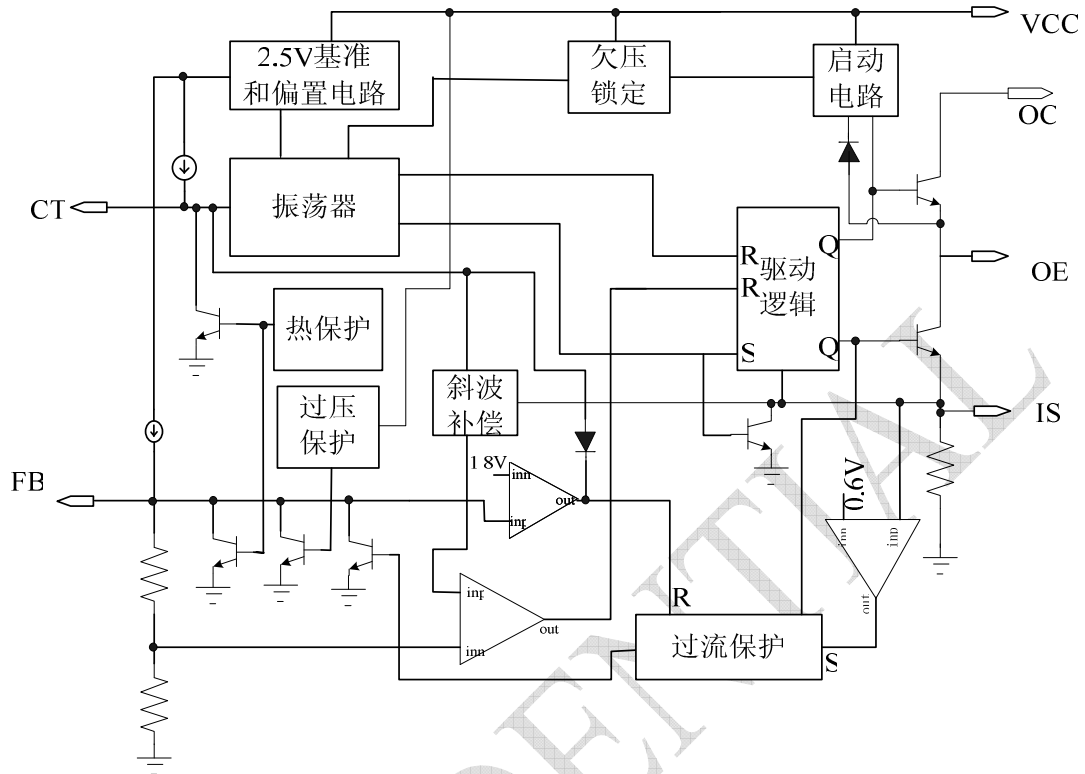 VCC
2.5V基准
和偏置电路
欠压
锁定
启动
电路
OC
CT
振荡器
R
R
S
驱动
逻辑
Q
Q
OE
热保护
过压
保护
斜波
补偿
IS
1 8V
inn
inp
out
FB
0.6V
inn
inp
out
inp
inn
out
R
过流保护
S
ENTIAL